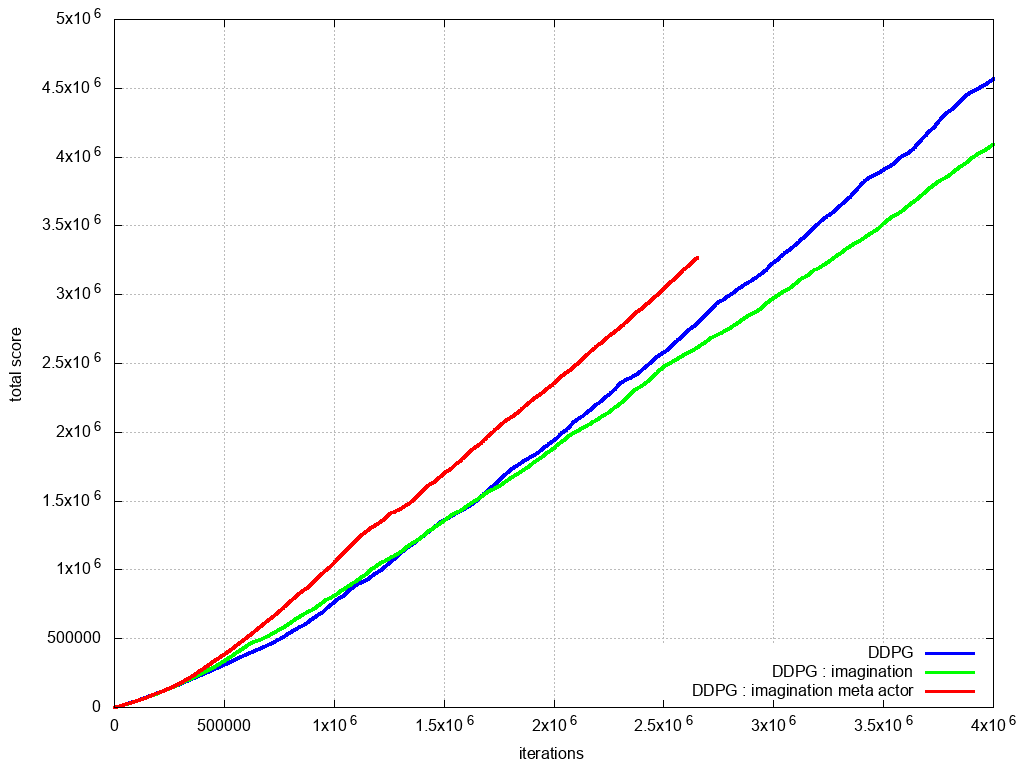 5x10^6
4.5x10^6
4x10^6
3.5x10^6
3x10^6
2.5x10^6
2x10^6
1.5x10^6
1x10^6
500000
0
total score
DDPG
DDPG : imagination
DDPG : imagination meta actor
0 500000 1x10^6 1.5x10^6 2x10^6 2.5x10^6 3x10^6 3.5x10^6 4x10^6
iterations